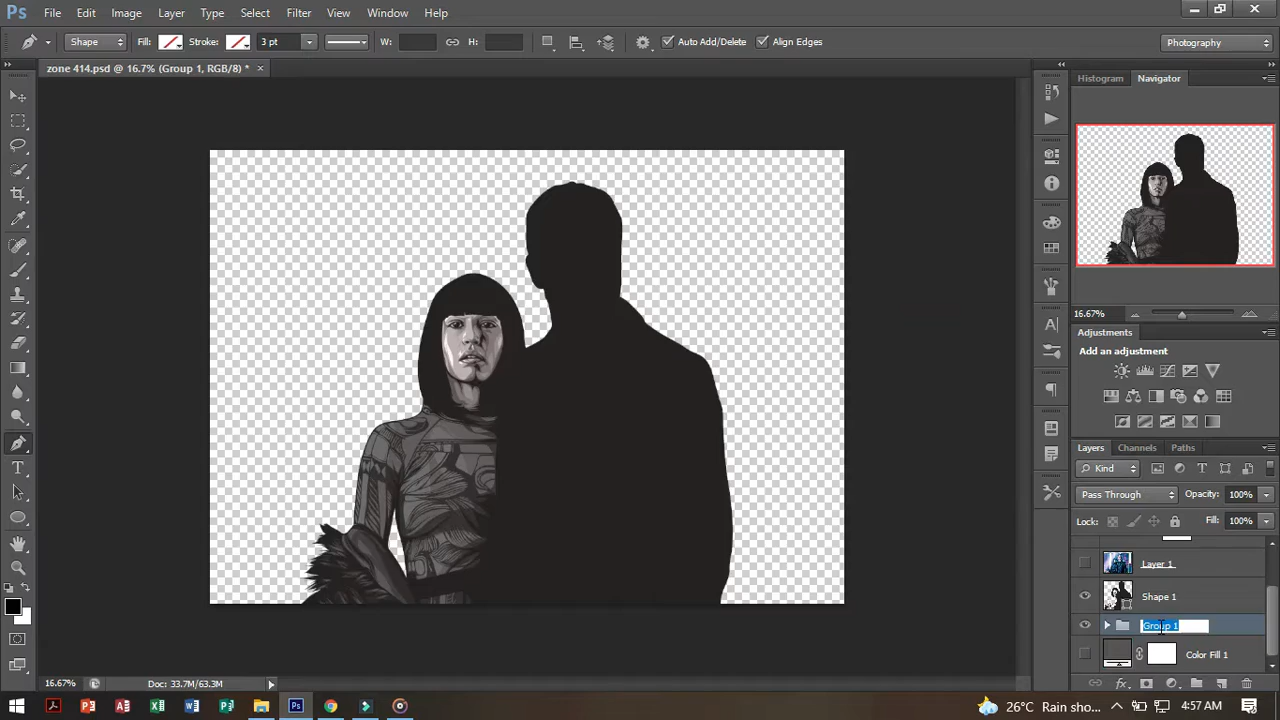 Ps File Edit Image Layer Type Select Filter View Window Help
Shape Fill: Stroke: 3 pt W: H: Auto Add/Delete Align Edges Photography
zone 414.psd @ 16.7% (Group 1, RGB/8) *
Histogram Navigator
16.67%
Adjustments
Add an adjustment
Layers Channels Paths
Kind
Pass Through Opacity: 100%
Lock: Fill: 100%
Layer 1
Shape 1
Group 1
Color Fill 1
fx
16.67% Doc: 33.7M/63.3M
26°C Rain sho... 4:57 AM